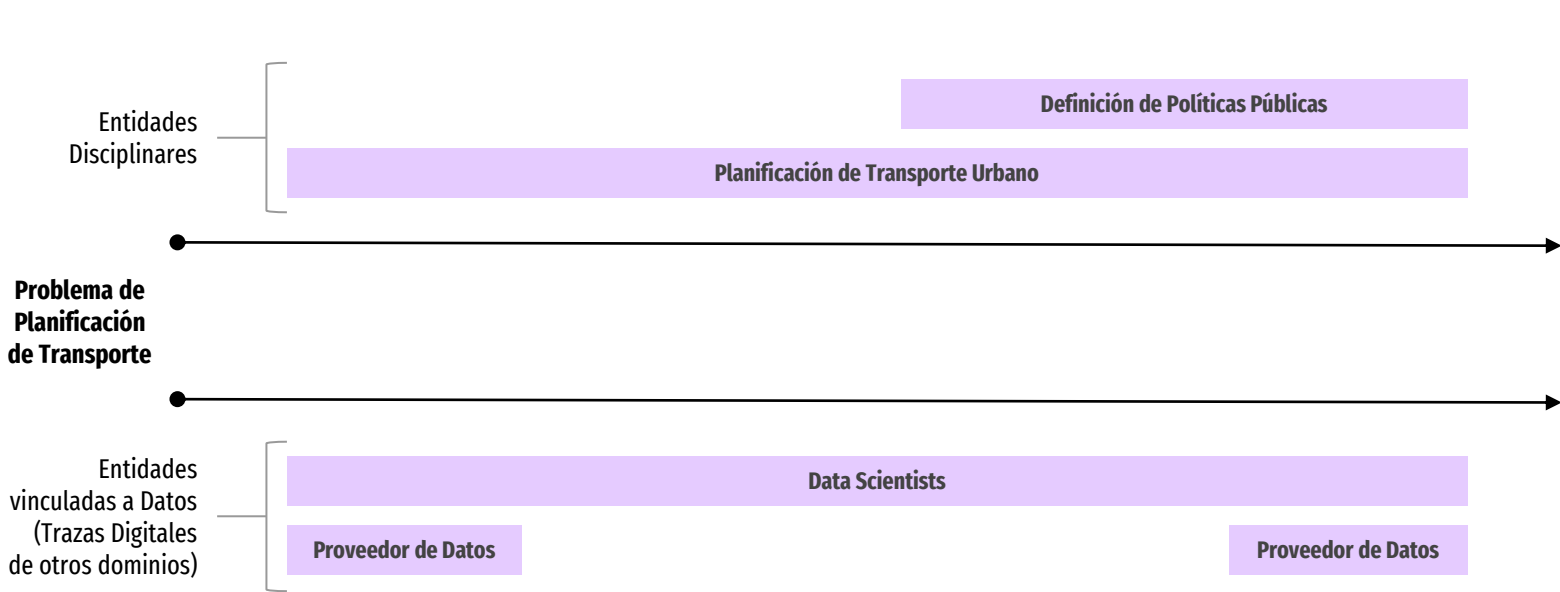 Entidades
Disciplinares
Definición de Políticas Públicas
Planificación de Transporte Urbano
Problema de
Planificación
de Transporte
Entidades
vinculadas a Datos
(Trazas Digitales
de otros dominios)
Data Scientists
Proveedor de Datos
Proveedor de Datos